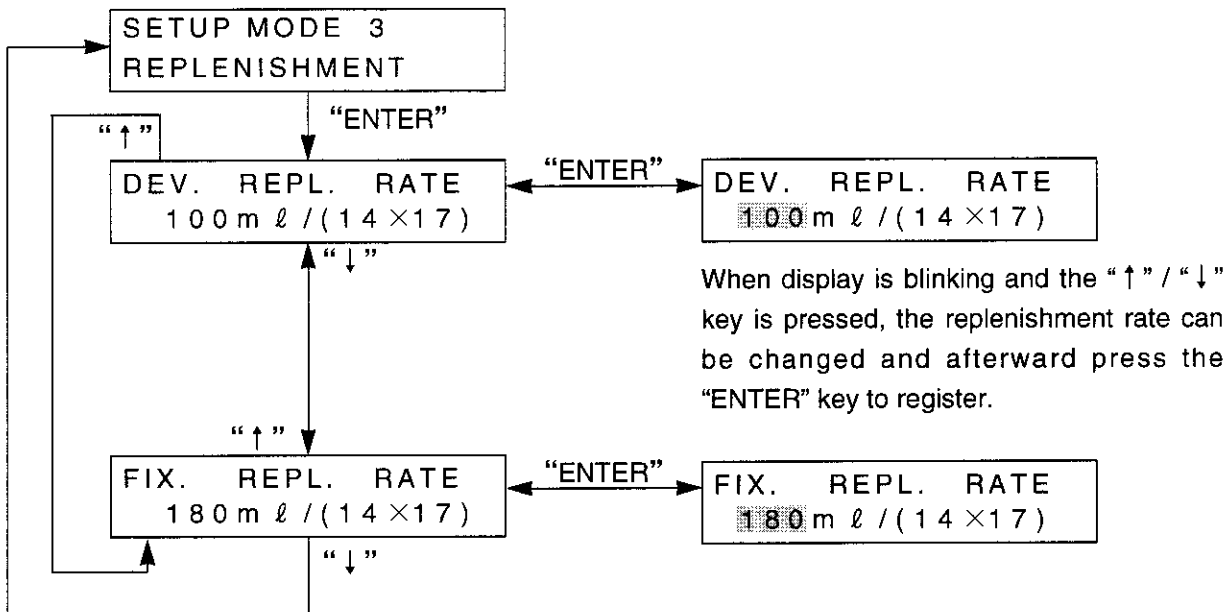 SETUP MODE 3
REPLENISHMENT
“ENTER”
“↑”
DEV. REPL. RATE
100mℓ/(14×17)
“ENTER”
DEV. REPL. RATE
100mℓ/(14×17)
“↓”
When display is blinking and the “↑” / “↓”
key is pressed, the replenishment rate can
be changed and afterward press the
“ENTER” key to register.
“↑”
FIX. REPL. RATE
180mℓ/(14×17)
“ENTER”
FIX. REPL. RATE
180mℓ/(14×17)
“↓”